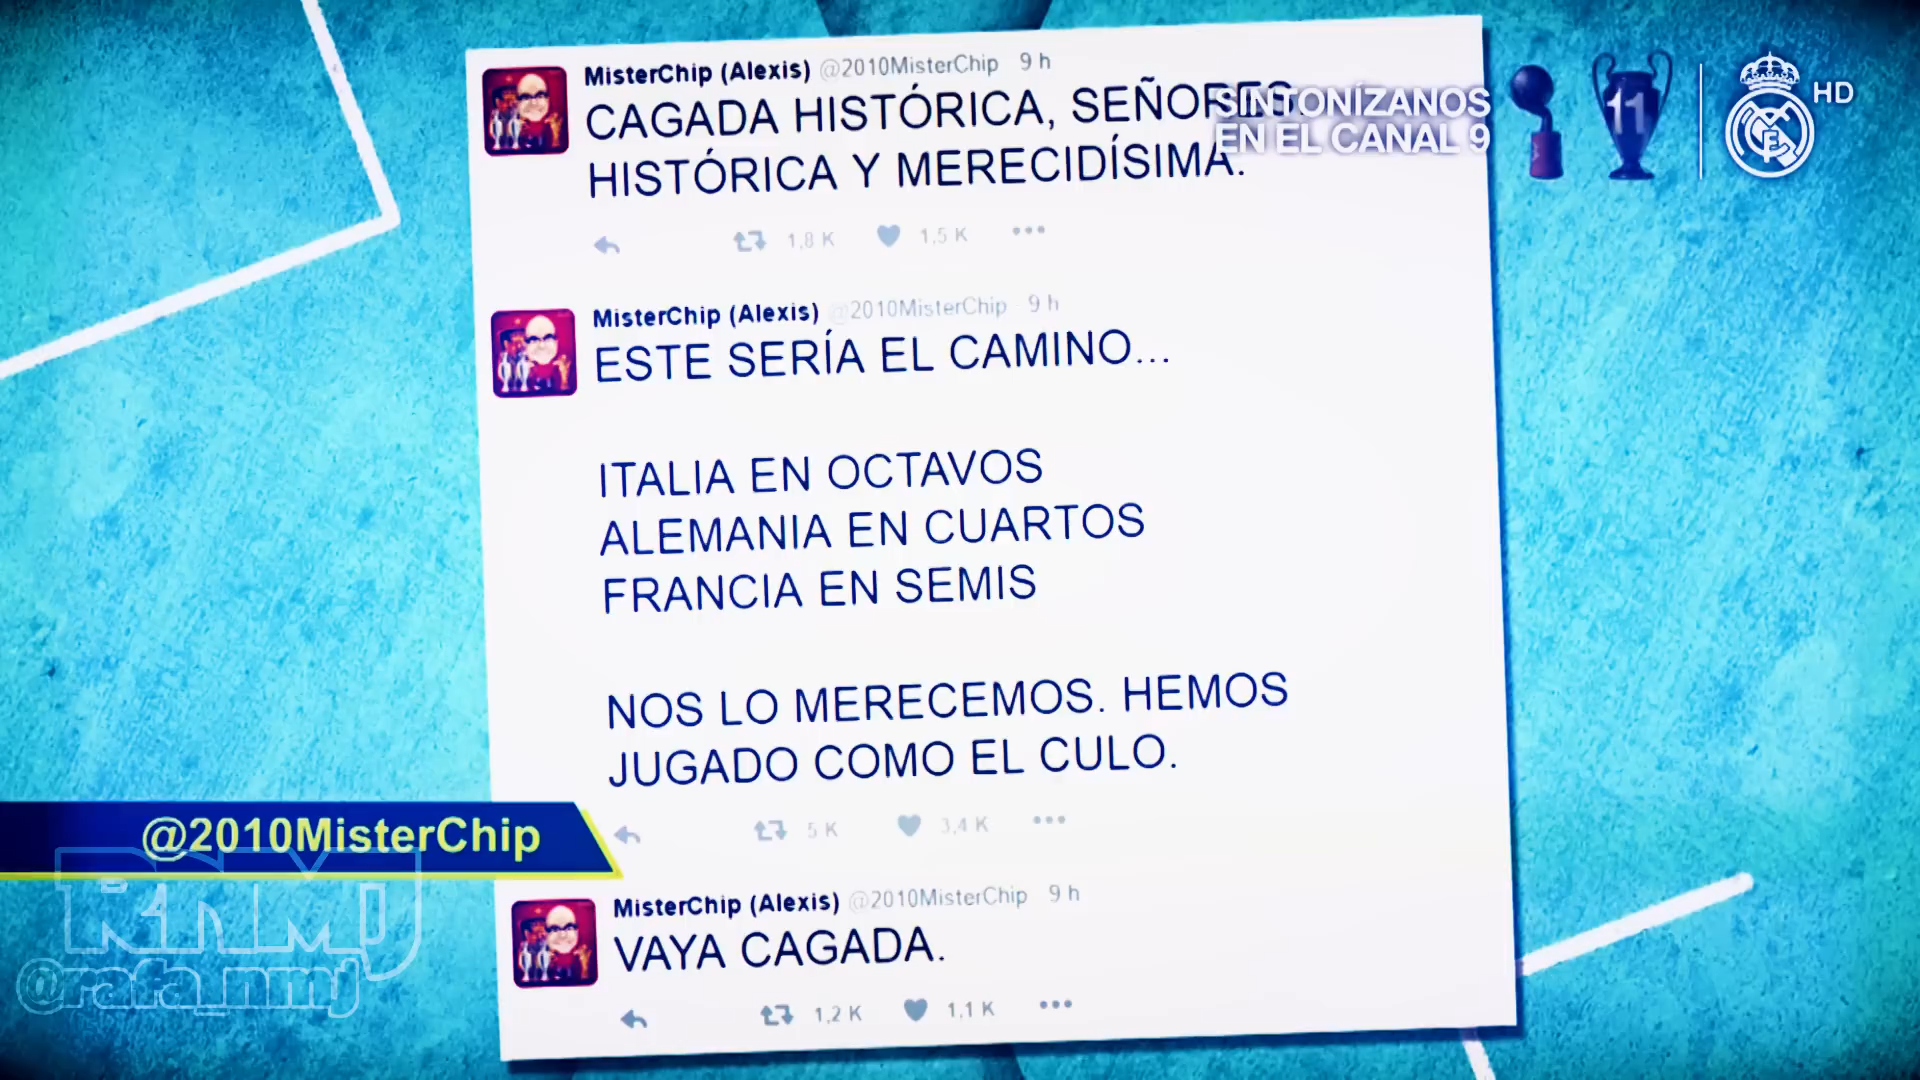 MisterChip (Alexis) @2010MisterChip 9 h
CAGADA HISTÓRICA, SEÑORES.
HISTÓRICA Y MERECIDÍSIMA.
1,8 K 1,5 K
SINTONÍZANOS
EN EL CANAL 9
11
HD
MisterChip (Alexis) @2010MisterChip 9 h
ESTE SERÍA EL CAMINO...
ITALIA EN OCTAVOS
ALEMANIA EN CUARTOS
FRANCIA EN SEMIS
NOS LO MERECEMOS. HEMOS
JUGADO COMO EL CULO.
5 K 3,4 K
@2010MisterChip
MisterChip (Alexis) @2010MisterChip 9 h
VAYA CAGADA.
1,2 K 1,1 K
RNMJ
@rafa_nmj